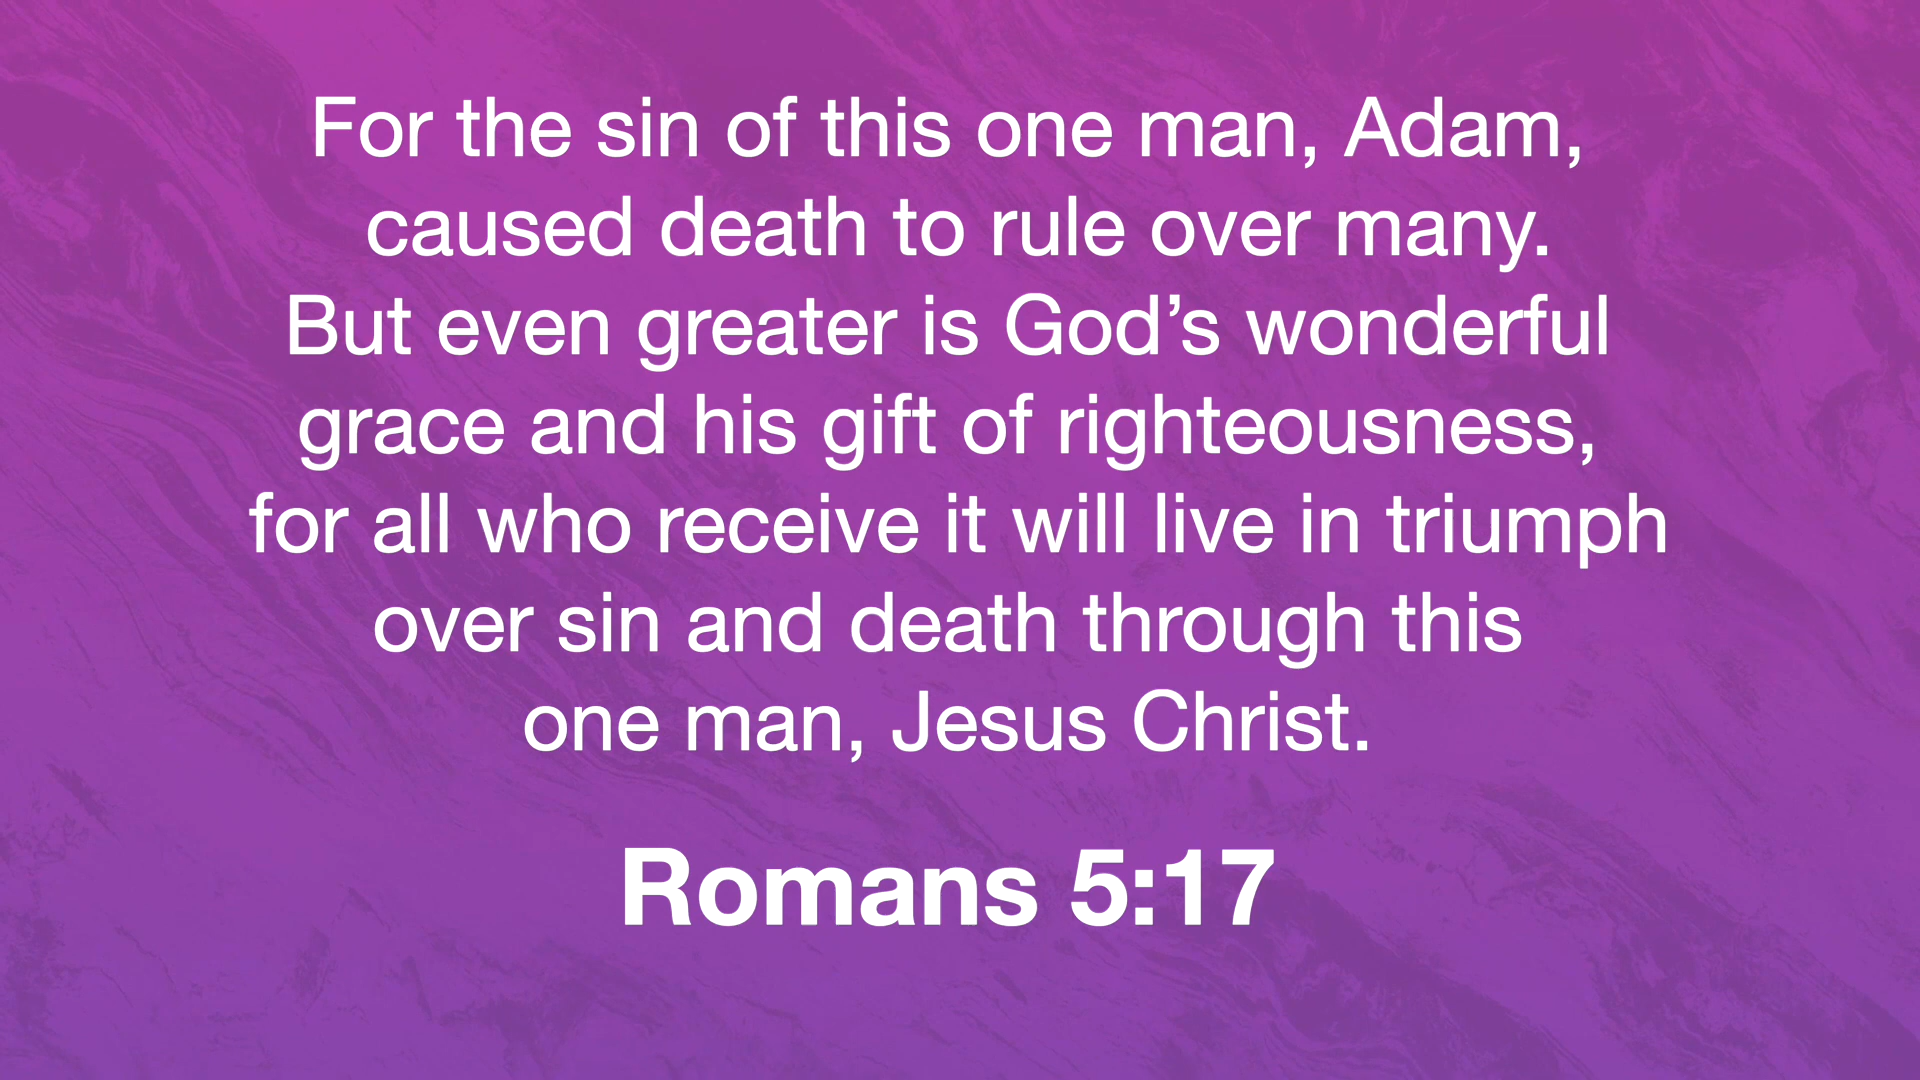 For the sin of this one man, Adam,
caused death to rule over many.
But even greater is God’s wonderful
grace and his gift of righteousness,
for all who receive it will live in triumph
over sin and death through this
one man, Jesus Christ.
Romans 5:17